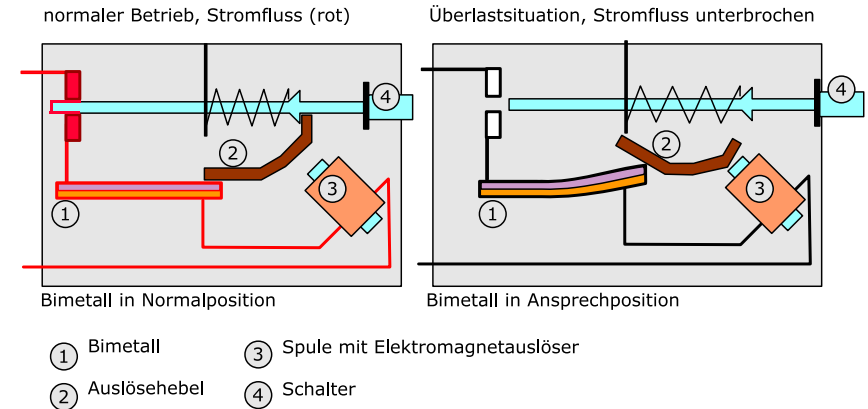 normaler Betrieb, Stromfluss (rot)
Überlastsituation, Stromfluss unterbrochen
4
2
3
1
4
2
3
1
Bimetall in Normalposition
Bimetall in Ansprechposition
1 Bimetall
3 Spule mit Elektromagnetauslöser
2 Auslösehebel
4 Schalter